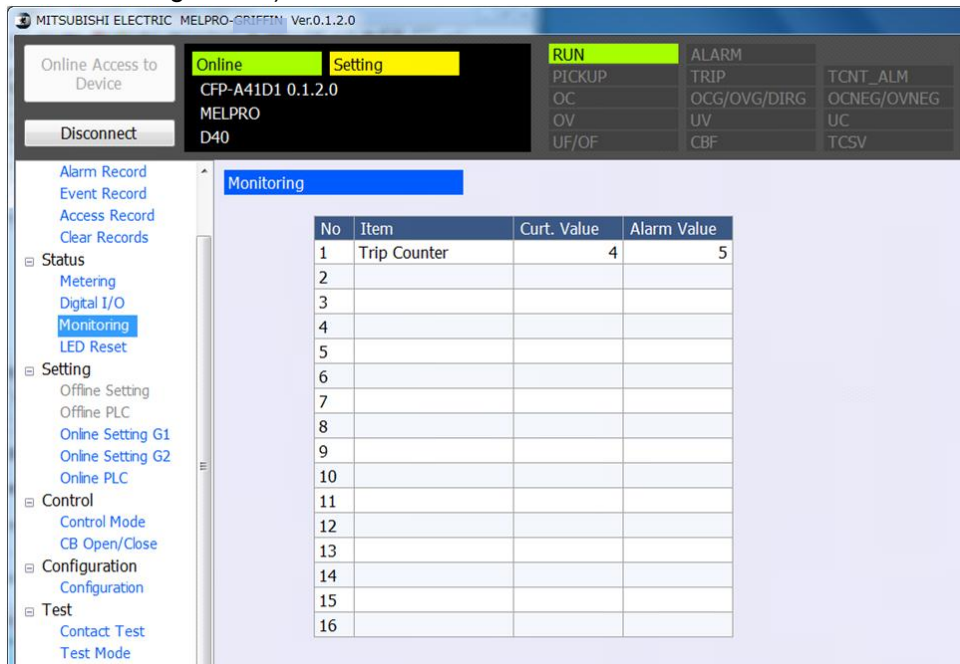 MITSUBISHI ELECTRIC MELPRO-GRIFFIN Ver.0.1.2.0
Online Access to
Device
Disconnect
Online Setting
CFP-A41D1 0.1.2.0
MELPRO
D40
RUN ALARM
PICKUP TRIP TCNT_ALM
OC OCG/OVG/DIRG OCNEG/OVNEG
OV UV UC
UF/OF CBF TCSV
Alarm Record
Event Record
Access Record
Clear Records
Status
Metering
Digital I/O
Monitoring
LED Reset
Setting
Offline Setting
Offline PLC
Online Setting G1
Online Setting G2
Online PLC
Control
Control Mode
CB Open/Close
Configuration
Configuration
Test
Contact Test
Test Mode
Monitoring
No Item Curt. Value Alarm Value
1 Trip Counter 4 5
2
3
4
5
6
7
8
9
10
11
12
13
14
15
16